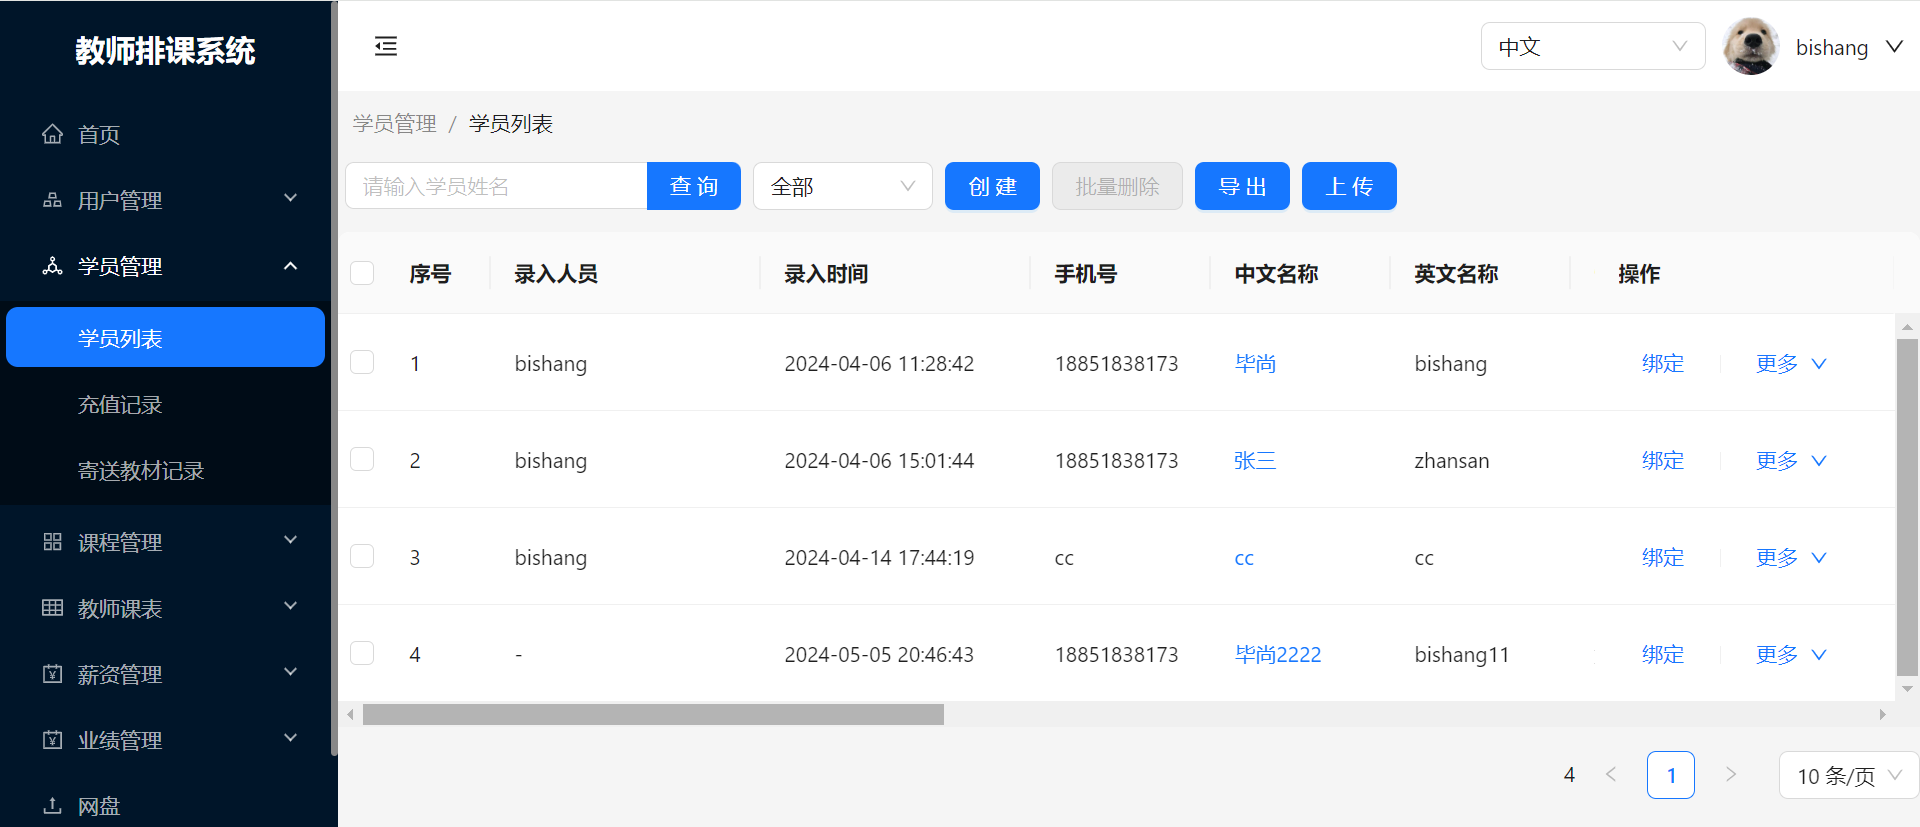 教师排课系统
首页
用户管理
学员管理
学员列表
充值记录
寄送教材记录
课程管理
教师课表
薪资管理
业绩管理
网盘
中文 bishang
学员管理 / 学员列表
请输入学员姓名 查 询 全部 创 建 批量删除 导 出 上 传
序号 录入人员 录入时间 手机号 中文名称 英文名称 操作
1 bishang 2024-04-06 11:28:42 18851838173 毕尚 bishang 绑定 更多
2 bishang 2024-04-06 15:01:44 18851838173 张三 zhansan 绑定 更多
3 bishang 2024-04-14 17:44:19 cc cc cc 绑定 更多
4 - 2024-05-05 20:46:43 18851838173 毕尚2222 bishang11 绑定 更多
4 < 1 > 10 条/页